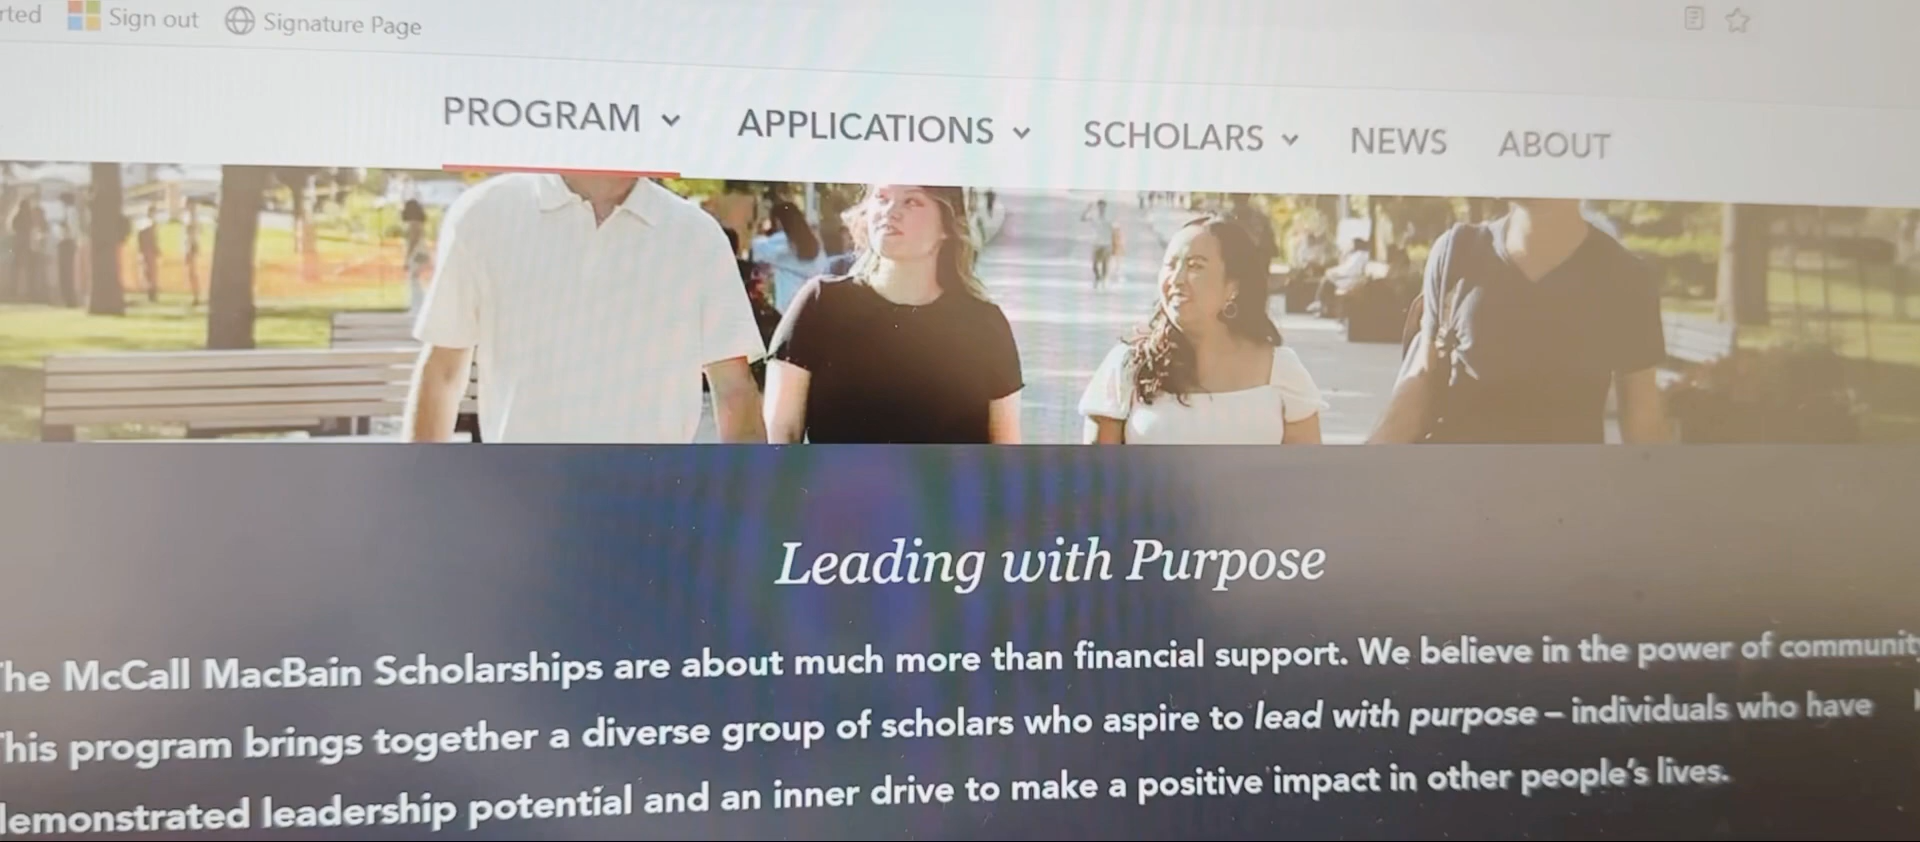 rted Sign out Signature Page
PROGRAM APPLICATIONS SCHOLARS NEWS ABOUT
Leading with Purpose
he McCall MacBain Scholarships are about much more than financial support. We believe in the power of communit
his program brings together a diverse group of scholars who aspire to lead with purpose – individuals who have
lemonstrated leadership potential and an inner drive to make a positive impact in other people's lives.